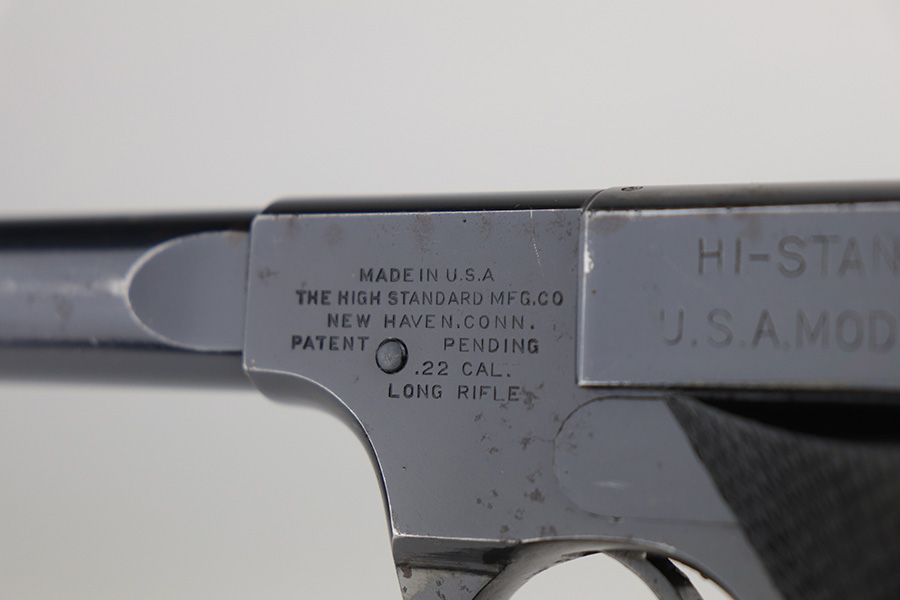 MADE IN U.S.A
THE HIGH STANDARD MFG.CO
NEW HAVEN.CONN.
PATENT PENDING
.22 CAL.
LONG RIFLE
HI-STAN
U.S.A.MOD